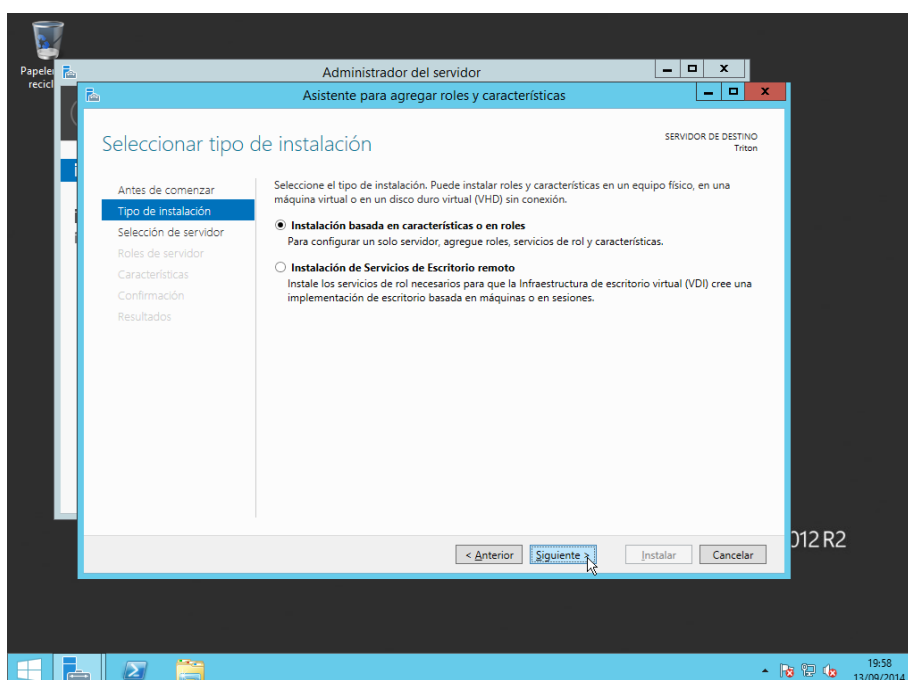 Papele
recicl
Administrador del servidor
Asistente para agregar roles y características
Seleccionar tipo de instalación
SERVIDOR DE DESTINO
Triton
Antes de comenzar
Tipo de instalación
Selección de servidor
Roles de servidor
Características
Confirmación
Resultados
Seleccione el tipo de instalación. Puede instalar roles y características en un equipo físico, en una
máquina virtual o en un disco duro virtual (VHD) sin conexión.
Instalación basada en características o en roles
Para configurar un solo servidor, agregue roles, servicios de rol y características.
Instalación de Servicios de Escritorio remoto
Instale los servicios de rol necesarios para que la Infraestructura de escritorio virtual (VDI) cree una
implementación de escritorio basada en máquinas o en sesiones.
< Anterior
Siguiente >
Instalar
Cancelar
012 R2
19:58
13/09/2014